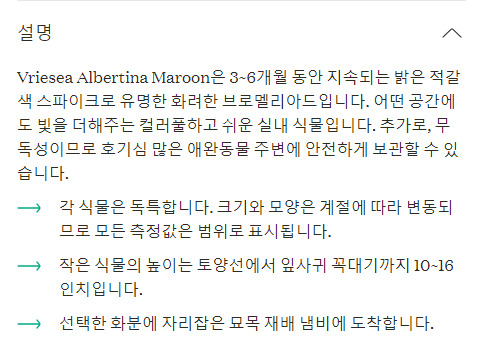 설명
Vriesea Albertina Maroon은 3~6개월 동안 지속되는 밝은 적갈
색 스파이크로 유명한 화려한 브로멜리아드입니다. 어떤 공간에
도 빛을 더해주는 컬러풀하고 쉬운 실내 식물입니다. 추가로, 무
독성이므로 호기심 많은 애완동물 주변에 안전하게 보관할 수 있
습니다.
각 식물은 독특합니다. 크기와 모양은 계절에 따라 변동되
므로 모든 측정값은 범위로 표시됩니다.
작은 식물의 높이는 토양선에서 잎사귀 꼭대기까지 10~16
인치입니다.
선택한 화분에 자리잡은 묘목 재배 냄비에 도착합니다.